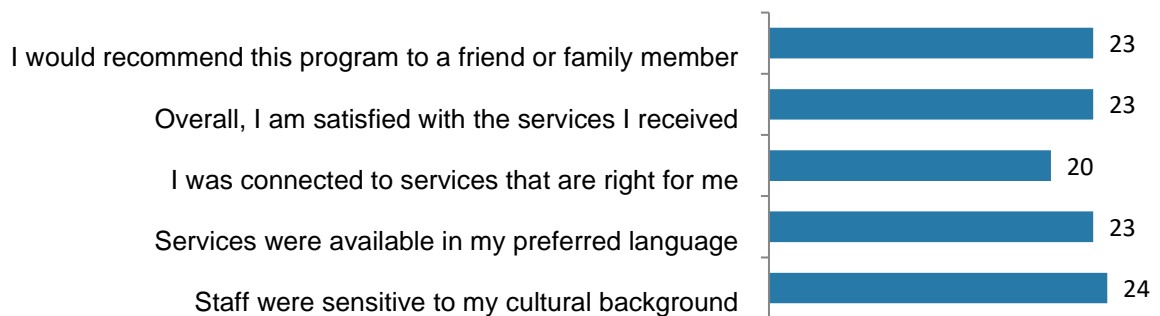 I would recommend this program to a friend or family member 23
Overall, I am satisfied with the services I received 23
I was connected to services that are right for me 20
Services were available in my preferred language 23
Staff were sensitive to my cultural background 24